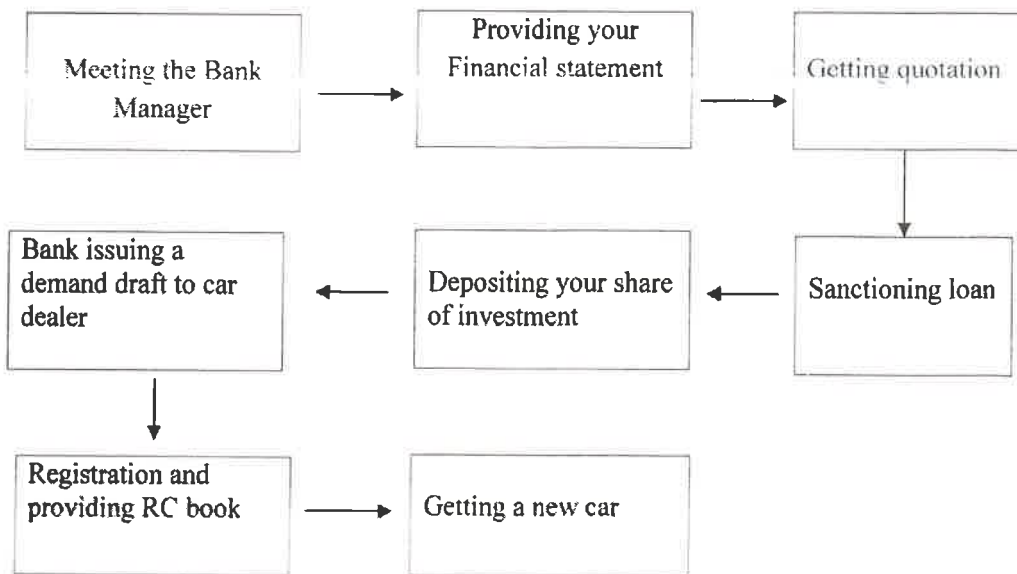 Meeting the Bank
Manager
Providing your
Financial statement
Getting quotation
Sanctioning loan
Depositing your share
of investment
Bank issuing a
demand draft to car
dealer
Registration and
providing RC book
Getting a new car